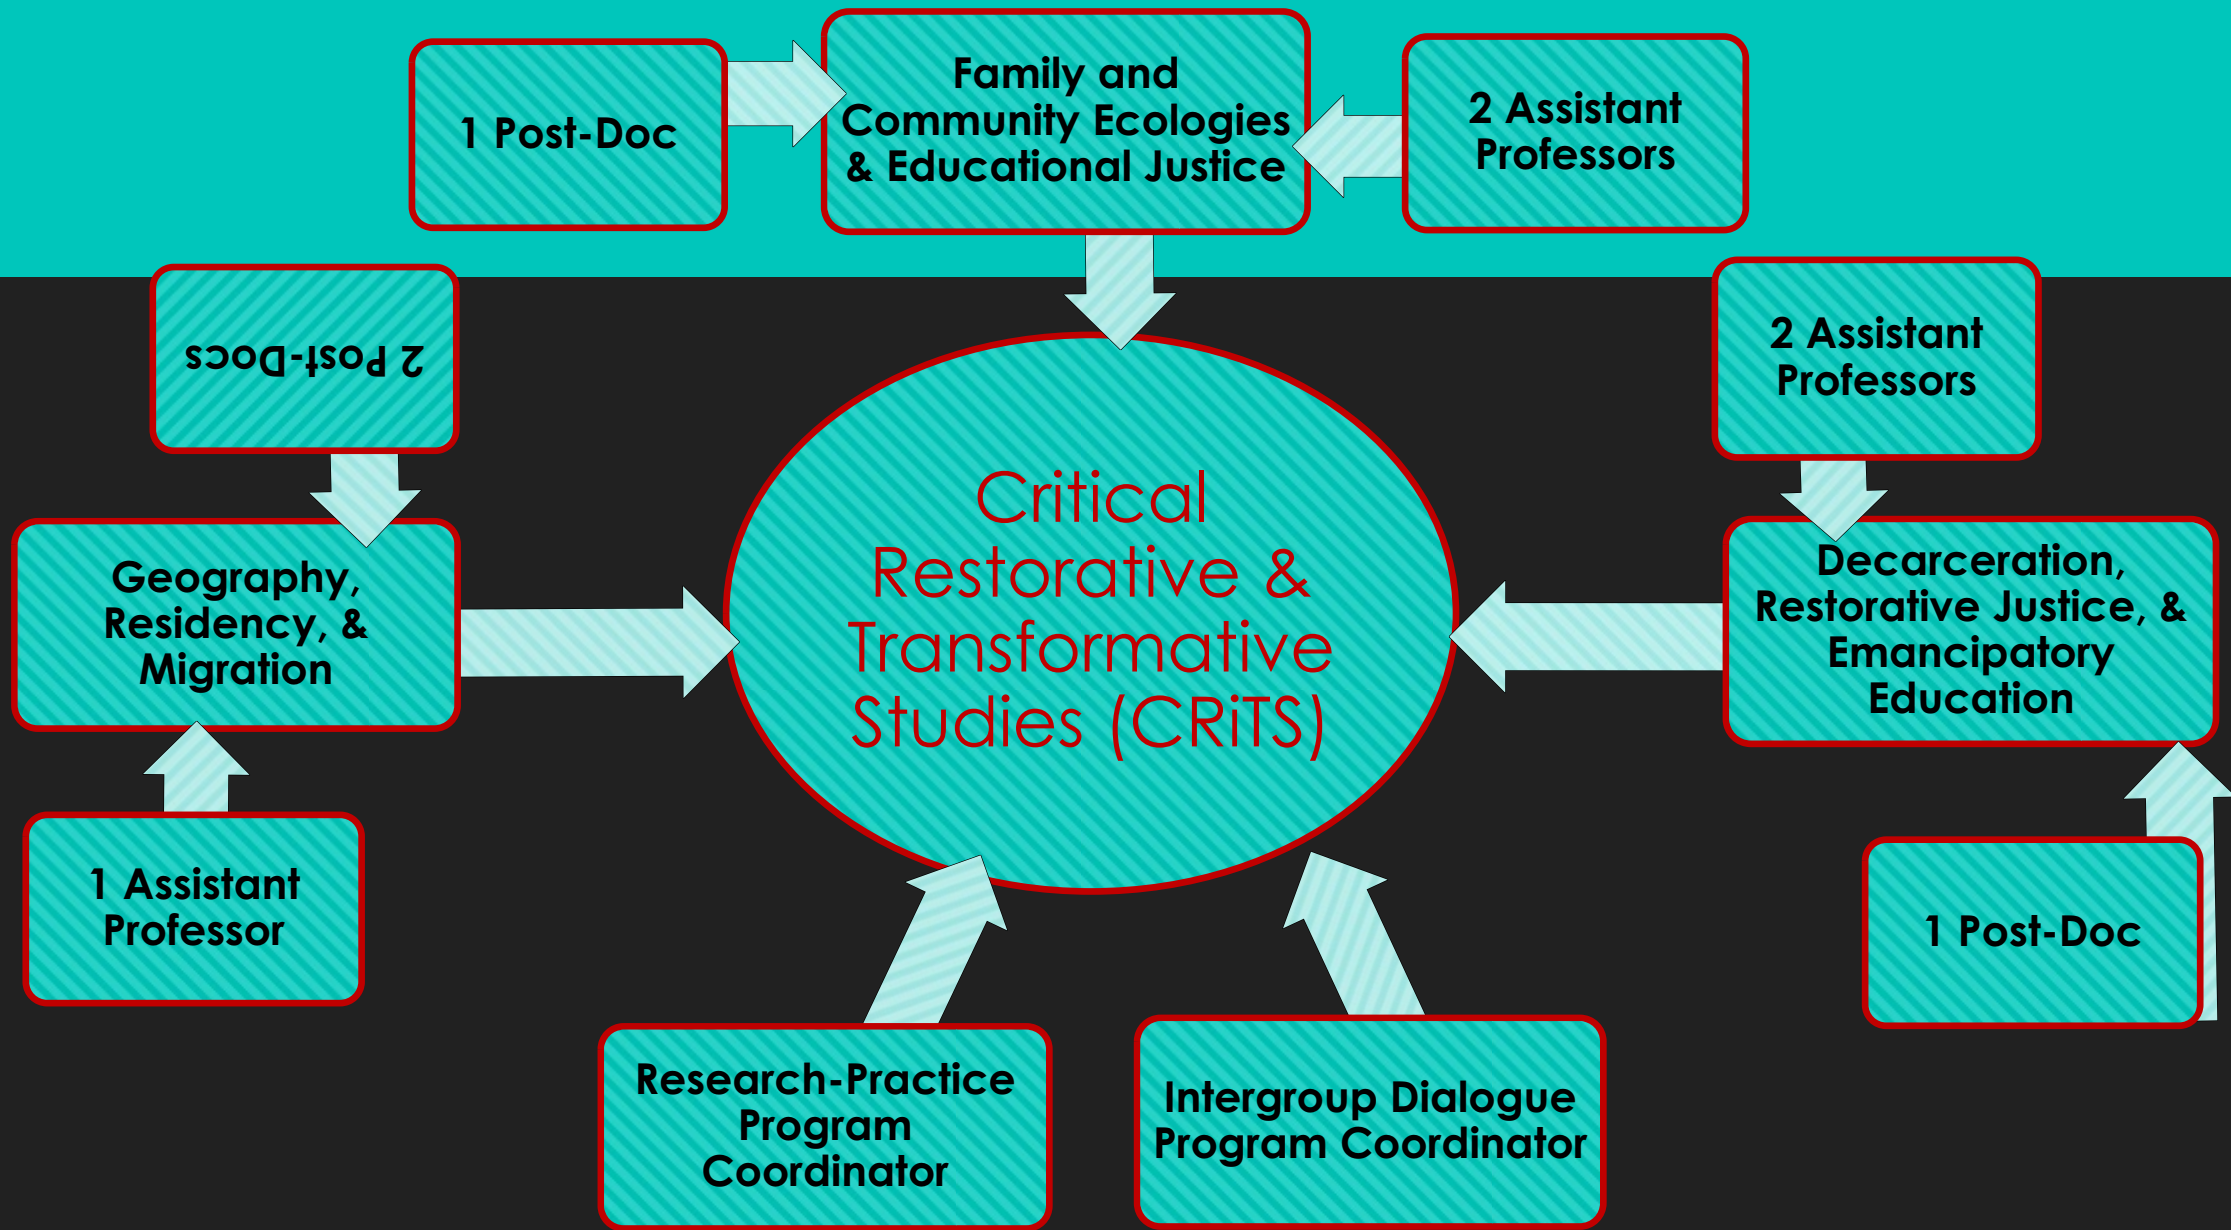 1 Post-Doc
Family and
Community Ecologies
& Educational Justice
2 Assistant
Professors
2 Post-Docs
2 Assistant
Professors
Geography,
Residency, &
Migration
Critical
Restorative &
Transformative
Studies (CRiTS)
Decarceration,
Restorative Justice, &
Emancipatory
Education
1 Assistant
Professor
1 Post-Doc
Research-Practice
Program
Coordinator
Intergroup Dialogue
Program Coordinator